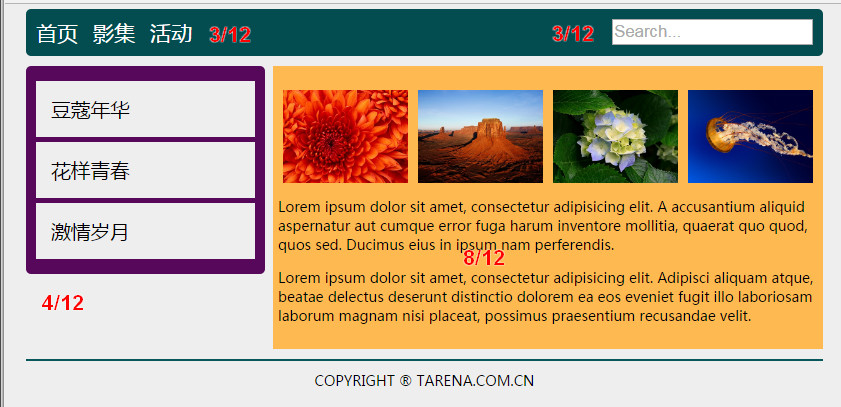 首页 影集 活动 3/12 3/12 Search...
豆蔻年华
花样青春
激情岁月
4/12
Lorem ipsum dolor sit amet, consectetur adipisicing elit. A accusantium aliquid
aspernatur aut cumque error fuga harum inventore mollitia, quaerat quo quod,
quos sed. Ducimus eius in ipsum nam perferendis.
8/12
Lorem ipsum dolor sit amet, consectetur adipisicing elit. Adipisci aliquam atque,
beatae delectus deserunt distinctio dolorem ea eos eveniet fugit illo laboriosam
laborum magnam nisi placeat, possimus praesentium recusandae velit.
COPYRIGHT ® TARENA.COM.CN